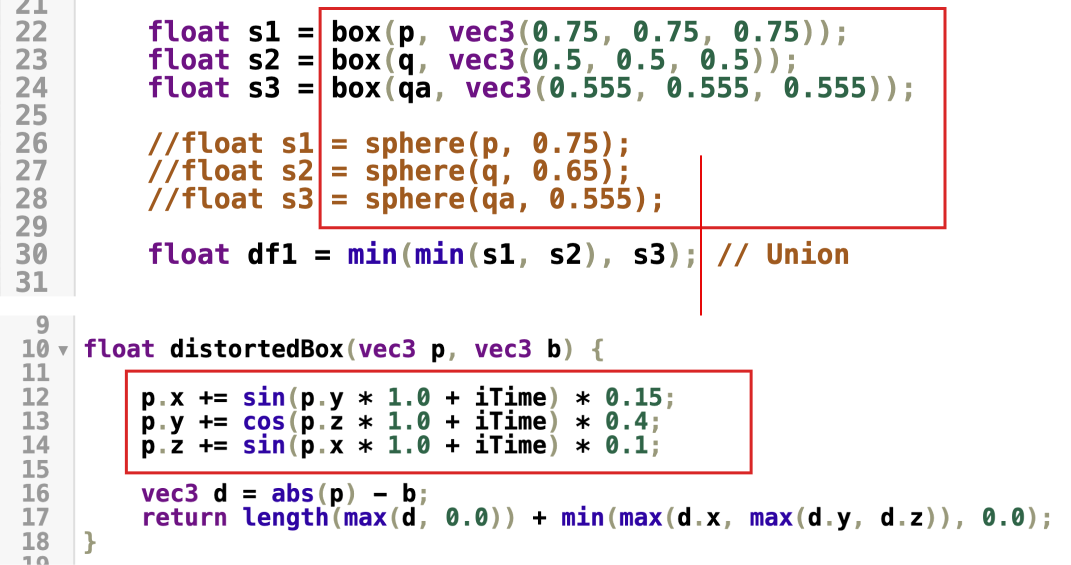 21
22 float s1 = box(p, vec3(0.75, 0.75, 0.75));
23 float s2 = box(q, vec3(0.5, 0.5, 0.5));
24 float s3 = box(qa, vec3(0.555, 0.555, 0.555));
25
26 //float s1 = sphere(p, 0.75);
27 //float s2 = sphere(q, 0.65);
28 //float s3 = sphere(qa, 0.555);
29
30 float df1 = min(min(s1, s2), s3); // Union
31
9
10 float distortedBox(vec3 p, vec3 b) {
11
12 p.x += sin(p.y * 1.0 + iTime) * 0.15;
13 p.y += cos(p.z * 1.0 + iTime) * 0.4;
14 p.z += sin(p.x * 1.0 + iTime) * 0.1;
15
16 vec3 d = abs(p) - b;
17 return length(max(d, 0.0)) + min(max(d.x, max(d.y, d.z)), 0.0);
18 }
19